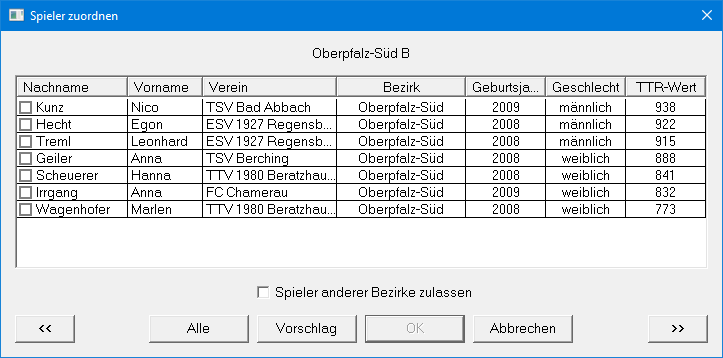 Spieler zuordnen
Oberpfalz-Süd B
Nachname Vorname Verein Bezirk Geburtsja... Geschlecht TTR-Wert
Kunz Nico TSV Bad Abbach Oberpfalz-Süd 2009 männlich 938
Hecht Egon ESV 1927 Regensb... Oberpfalz-Süd 2008 männlich 922
Treml Leonhard ESV 1927 Regensb... Oberpfalz-Süd 2008 männlich 915
Geiler Anna TSV Berching Oberpfalz-Süd 2008 weiblich 888
Scheuerer Hanna TTV 1980 Beratzhau... Oberpfalz-Süd 2008 weiblich 841
Irrgang Anna FC Chamerau Oberpfalz-Süd 2009 weiblich 832
Wagenhofer Marlen TTV 1980 Beratzhau... Oberpfalz-Süd 2008 weiblich 773
Spieler anderer Bezirke zulassen
<< Alle Vorschlag OK Abbrechen >>